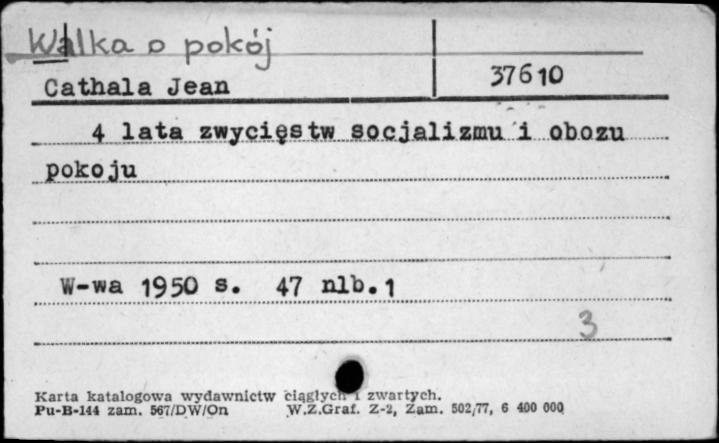 Walka o pokój
Cathala Jean 37610
4 lata zwycięstw socjalizmu i obozu
pokoju
W-wa 1950 s. 47 nlb.1
3
Karta katalogowa wydawnictw ciągłych i zwartych.
Pu-B-144 zam. 567/DW/On W.Z.Graf. Z-2, Zam. 502/77, 6 400 000